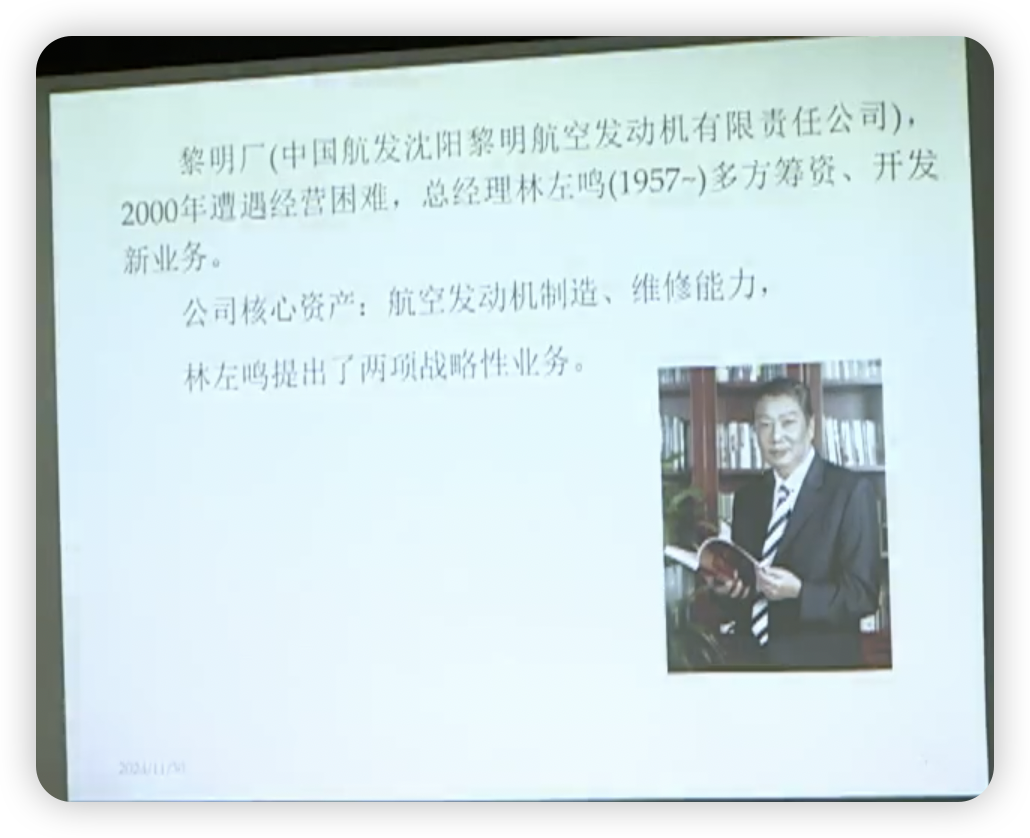 黎明厂(中国航发沈阳黎明航空发动机有限责任公司)，
2000年遭遇经营困难，总经理林左鸣(1957~)多方筹资、开发
新业务。
公司核心资产：航空发动机制造、维修能力，
林左鸣提出了两项战略性业务。
2024/11/30